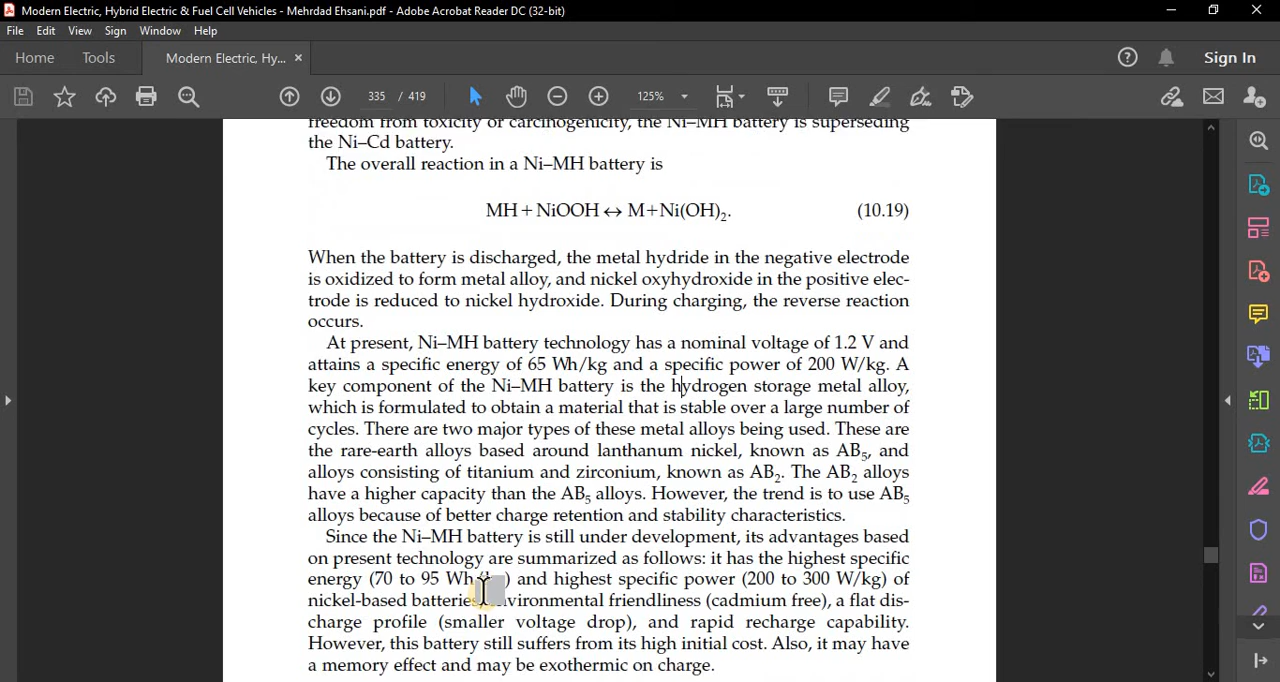 Modern Electric, Hybrid Electric & Fuel Cell Vehicles - Mehrdad Ehsani.pdf - Adobe Acrobat Reader DC (32-bit)
File Edit View Sign Window Help
Home Tools Modern Electric, Hy... × Sign In
335 / 419 125%
freedom from toxicity or carcinogenicity, the Ni–MH battery is superseding
the Ni–Cd battery.
The overall reaction in a Ni–MH battery is
MH + NiOOH ↔ M + Ni(OH)₂. (10.19)
When the battery is discharged, the metal hydride in the negative electrode
is oxidized to form metal alloy, and nickel oxyhydroxide in the positive elec-
trode is reduced to nickel hydroxide. During charging, the reverse reaction
occurs.
At present, Ni–MH battery technology has a nominal voltage of 1.2 V and
attains a specific energy of 65 Wh/kg and a specific power of 200 W/kg. A
key component of the Ni–MH battery is the hydrogen storage metal alloy,
which is formulated to obtain a material that is stable over a large number of
cycles. There are two major types of these metal alloys being used. These are
the rare-earth alloys based around lanthanum nickel, known as AB₅, and
alloys consisting of titanium and zirconium, known as AB₂. The AB₂ alloys
have a higher capacity than the AB₅ alloys. However, the trend is to use AB₅
alloys because of better charge retention and stability characteristics.
Since the Ni–MH battery is still under development, its advantages based
on present technology are summarized as follows: it has the highest specific
energy (70 to 95 Wh/ ) and highest specific power (200 to 300 W/kg) of
nickel-based batteries, environmental friendliness (cadmium free), a flat dis-
charge profile (smaller voltage drop), and rapid recharge capability.
However, this battery still suffers from its high initial cost. Also, it may have
a memory effect and may be exothermic on charge.